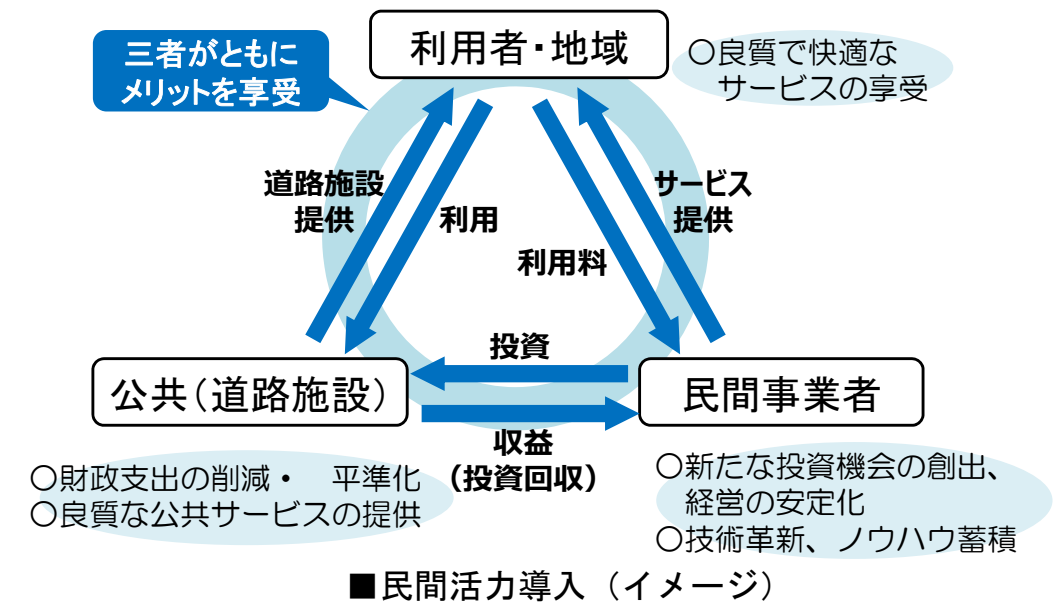 三者がともに
メリットを享受
利用者・地域
○良質で快適な
サービスの享受
道路施設
提供
利用
利用料
サービス
提供
投資
公共(道路施設)
民間事業者
収益
(投資回収)
○財政支出の削減・　平準化
○良質な公共サービスの提供
○新たな投資機会の創出、
経営の安定化
○技術革新、ノウハウ蓄積
■民間活力導入(イメージ)